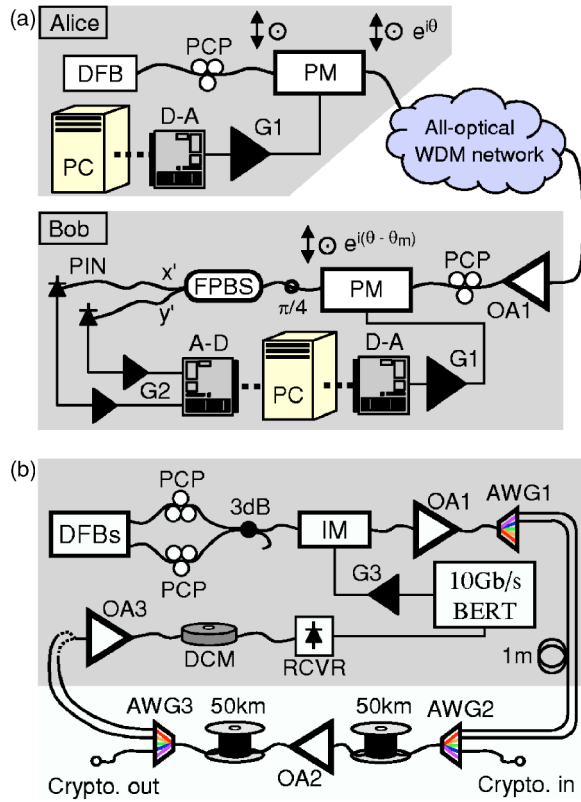 (a)
Alice
e^{iθ}
PCP
DFB
PM
D-A
G1
PC
All-optical
WDM network
Bob
e^{i(θ - θ_m)}
PIN
x'
y'
FPBS
π/4
PM
PCP
OA1
A-D
D-A
G2
PC
G1
(b)
PCP
3dB
OA1
AWG1
DFBs
IM
PCP
G3
10Gb/s
BERT
OA3
DCM
RCVR
1m
AWG3
50km
50km
AWG2
OA2
Crypto. out
Crypto. in